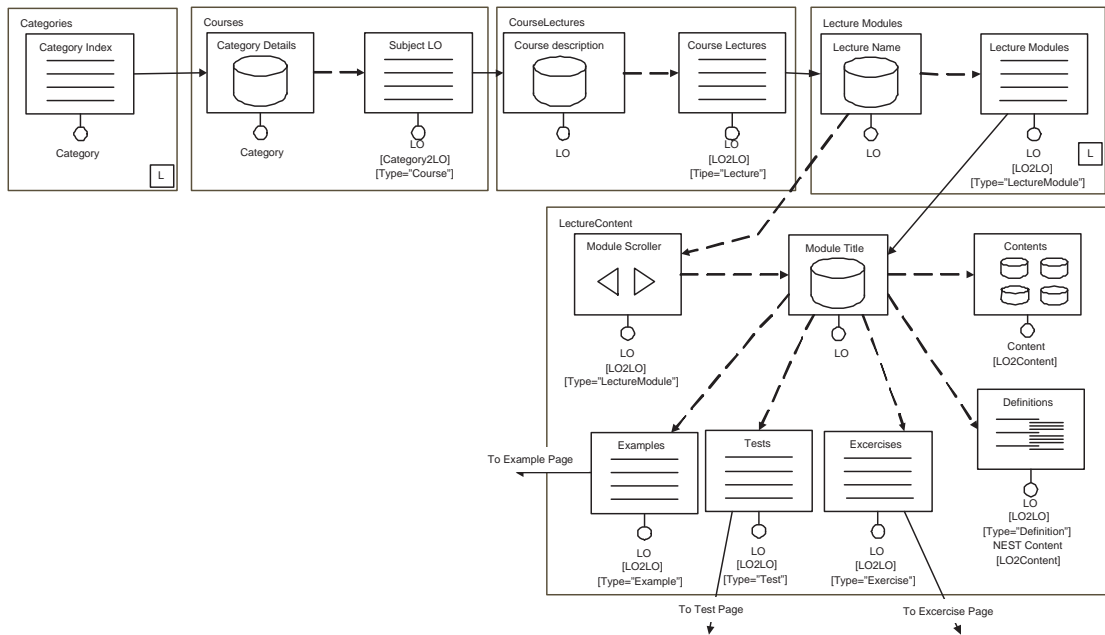 Categories
Category Index
Category
L
Courses
Category Details
Category
Subject LO
LO
[Category2LO]
[Type="Course"]
CourseLectures
Course description
LO
Course Lectures
LO
[LO2LO]
[Tipe="Lecture"]
Lecture Modules
Lecture Name
LO
Lecture Modules
LO
[LO2LO]
[Type="LectureModule"]
L
LectureContent
Module Scroller
LO
[LO2LO]
[Type="LectureModule"]
Module Title
LO
Contents
Content
[LO2Content]
Definitions
LO
[LO2LO]
[Type="Definition"]
NEST Content
[LO2Content]
To Example Page
Examples
LO
[LO2LO]
[Type="Example"]
Tests
LO
[LO2LO]
[Type="Test"]
Excercises
LO
[LO2LO]
[Type="Exercise"]
To Test Page
To Excercise Page